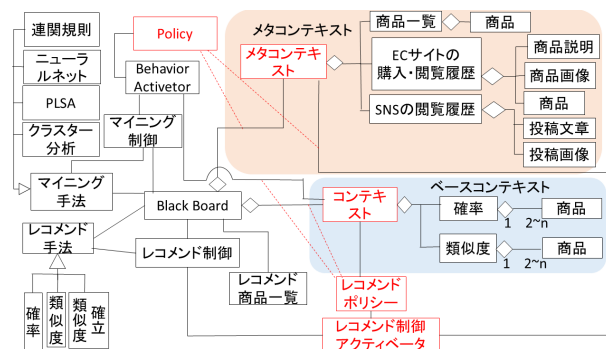 連関規則
ニューラ
ルネット
PLSA
クラスター
分析
マイニング
手法
レコメンド
手法
確率
類似度
類似度
確立
Policy
Behavior
Activetor
マイニング
制御
Black Board
レコメンド制御
レコメンド
商品一覧
メタコンテキスト
メタコンテキ
スト
商品一覧
商品
ECサイトの
購入・閲覧履歴
商品説明
商品画像
商品
SNSの閲覧履歴
投稿文章
投稿画像
ベースコンテキスト
コンテキ
スト
確率
1
2~n
商品
類似度
1
2~n
商品
レコメンド
ポリシー
レコメンド制御
アクティベータ